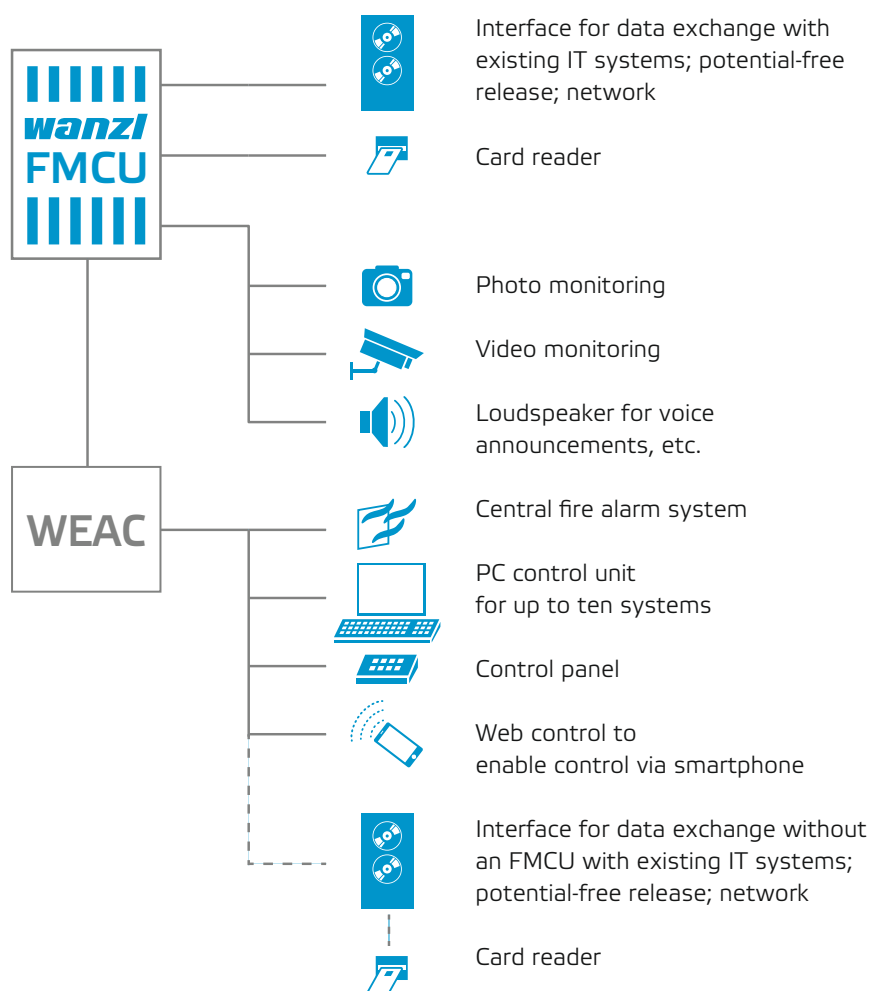 Interface for data exchange with
existing IT systems; potential-free
release; network
wanzl
FMCU
Card reader
Photo monitoring
Video monitoring
Loudspeaker for voice
announcements, etc.
WEAC
Central fire alarm system
PC control unit
for up to ten systems
Control panel
Web control to
enable control via smartphone
Interface for data exchange without
an FMCU with existing IT systems;
potential-free release; network
Card reader